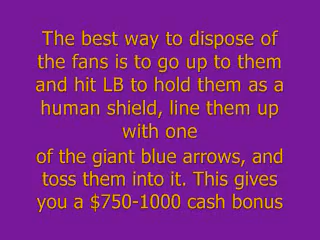 The best way to dispose of
the fans is to go up to them
and hit LB to hold them as a
human shield, line them up
with one
of the giant blue arrows, and
toss them into it. This gives
you a $750-1000 cash bonus